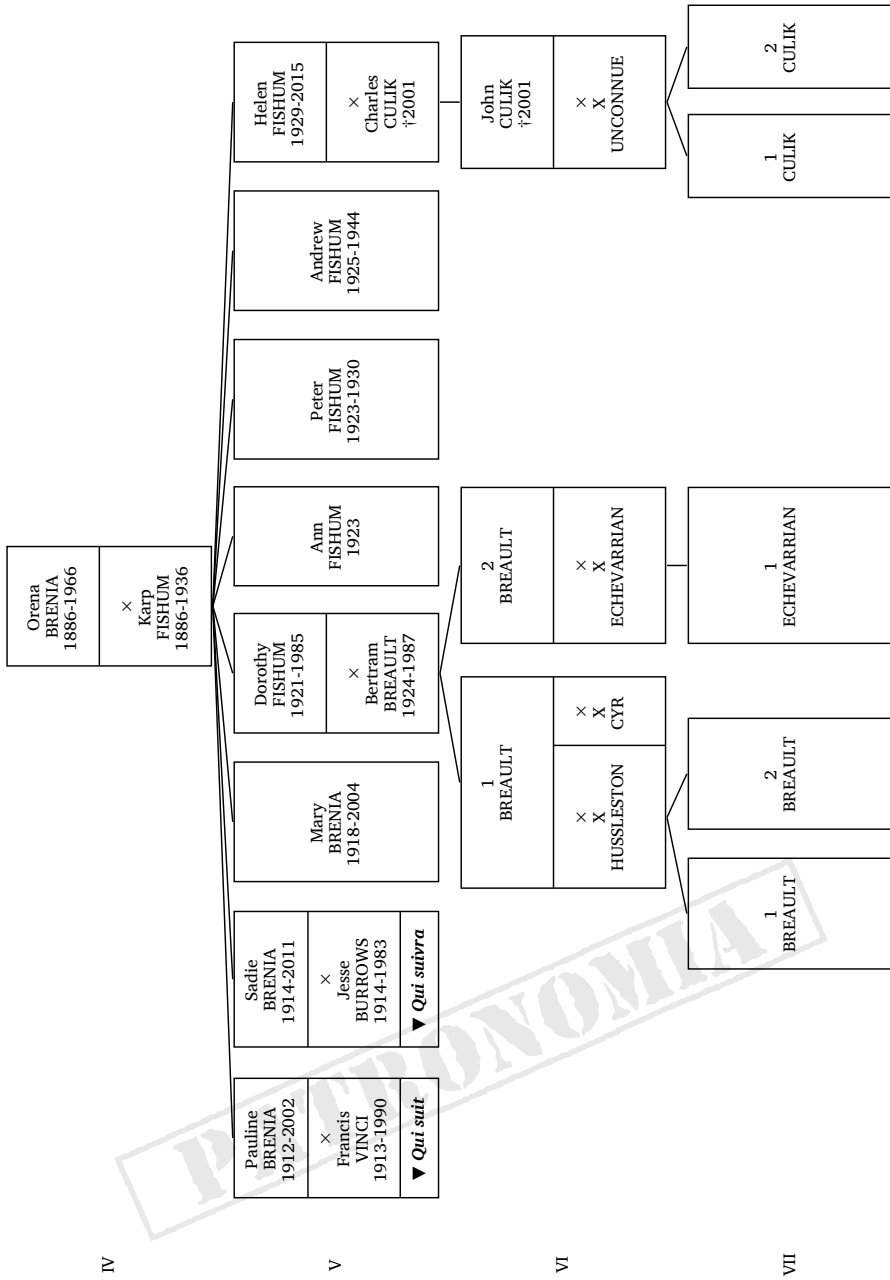 IV
Orena
BRENIA
1886-1966
×
Karp
FISHUM
1886-1936
V
Pauline
BRENIA
1912-2002
×
Francis
VINCI
1913-1990
▼ Qui suit
Sadie
BRENIA
1914-2011
×
Jesse
BURROWS
1914-1983
▼ Qui suivra
Mary
BRENIA
1918-2004
Dorothy
FISHUM
1921-1985
×
Bertram
BREAULT
1924-1987
Ann
FISHUM
1923
Peter
FISHUM
1923-1930
Andrew
FISHUM
1925-1944
Helen
FISHUM
1929-2015
×
Charles
CULIK
†2001
VI
1
BREAULT
×
X
HUSSLESTON
×
X
CYR
2
BREAULT
×
X
ECHEVARRIAN
John
CULIK
†2001
×
X
UNCONNUE
VII
1
BREAULT
2
BREAULT
1
ECHEVARRIAN
1
CULIK
2
CULIK
PATRONOMIA